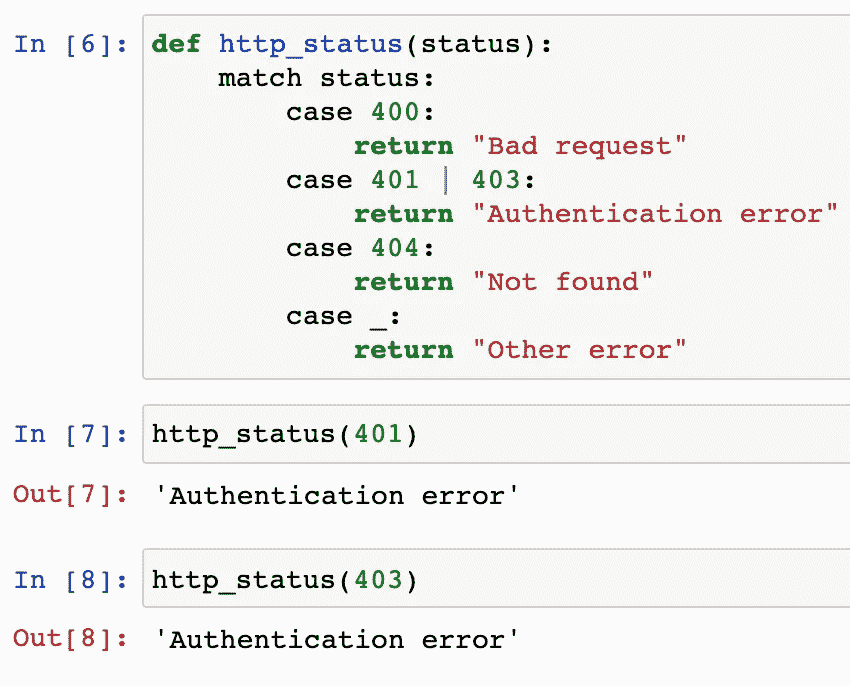 In [6]: def http_status(status):
    match status:
        case 400:
            return "Bad request"
        case 401 | 403:
            return "Authentication error"
        case 404:
            return "Not found"
        case _:
            return "Other error"
In [7]: http_status(401)
Out[7]: 'Authentication error'
In [8]: http_status(403)
Out[8]: 'Authentication error'